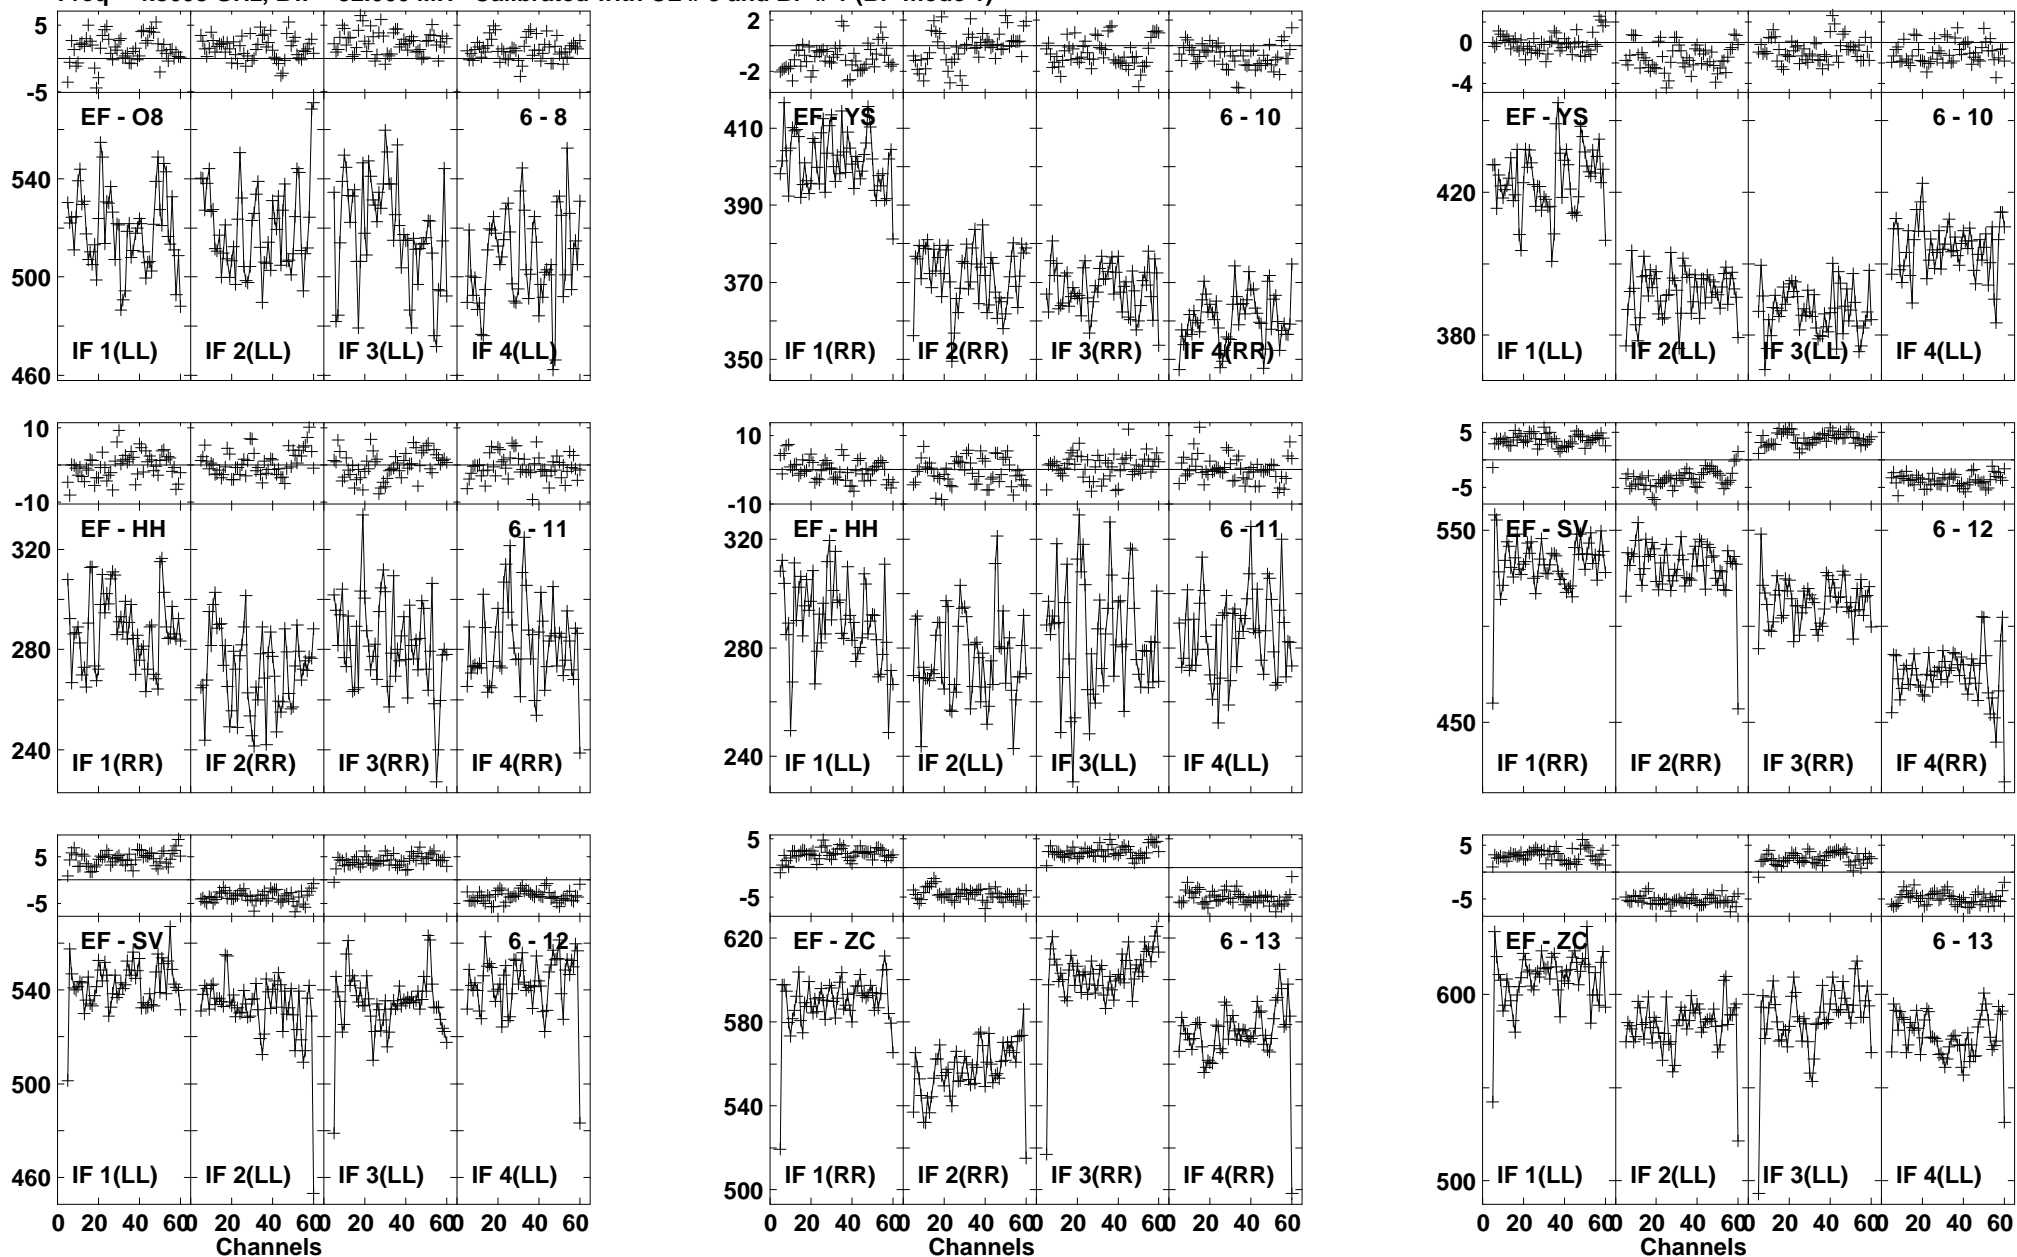 5 2 0
-5 -2 -4
EF - O8 6 - 8 EF - YS 6 - 10 EF - YS 6 - 10
540 410 420
500 390 380
460 370
350
IF 1(LL) IF 2(LL) IF 3(LL) IF 4(LL) IF 1(RR) IF 2(RR) IF 3(RR) IF 4(RR) IF 1(LL) IF 2(LL) IF 3(LL) IF 4(LL)
10 10 5
-10 -10 -5
EF - HH 6 - 11 EF - HH 6 - 11 EF - SV 6 - 12
320 320 550
280 280 450
240 240
IF 1(RR) IF 2(RR) IF 3(RR) IF 4(RR) IF 1(LL) IF 2(LL) IF 3(LL) IF 4(LL) IF 1(RR) IF 2(RR) IF 3(RR) IF 4(RR)
5 5 5
-5 -5 -5
EF - SV 6 - 12 EF - ZC 6 - 13 EF - ZC 6 - 13
540 620 600
500 580 500
460 540
500
IF 1(LL) IF 2(LL) IF 3(LL) IF 4(LL) IF 1(RR) IF 2(RR) IF 3(RR) IF 4(RR) IF 1(LL) IF 2(LL) IF 3(LL) IF 4(LL)
0 20 40 60 0 20 40 60 0 20 40 60 0 20 40 60 0 20 40 60 0 20 40 60 0 20 40 60 0 20 40 60 0 20 40 60 0 20 40 60 0 20 40 60 0 20 40 60
Channels Channels Channels